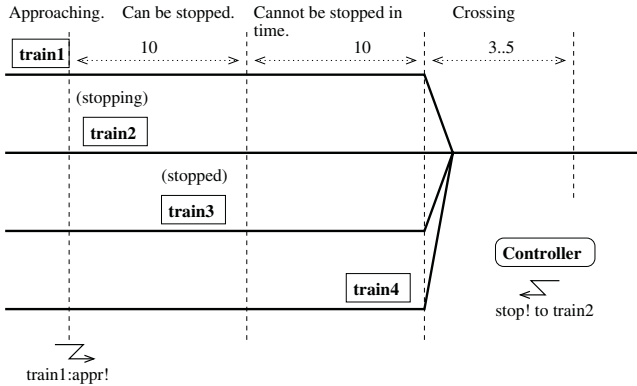 Approaching. Can be stopped. Cannot be stopped in time. Crossing
train1 10 10 3..5
(stopping)
train2
(stopped)
train3
Controller
train4
stop! to train2
train1:appr!